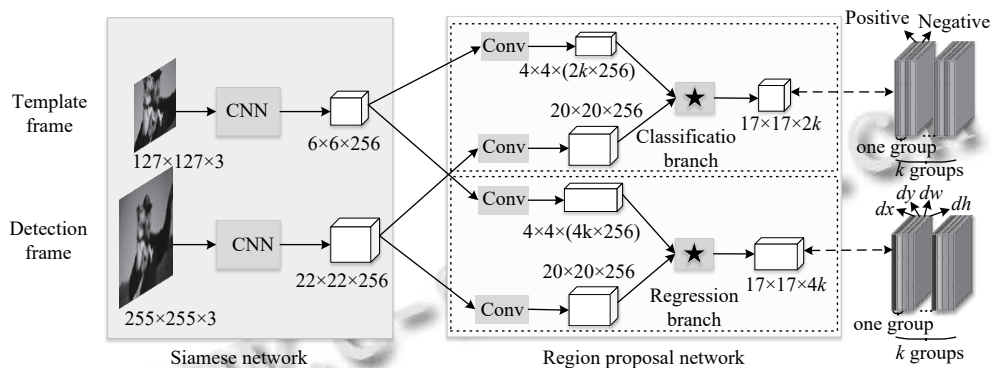 Template
frame
127×127×3
CNN
6×6×256
Detection
frame
255×255×3
CNN
22×22×256
Siamese network
Conv
4×4×(2k×256)
20×20×256
Conv
★
Classificatio
branch
17×17×2k
Conv
4×4×(4k×256)
20×20×256
Conv
★
Regression
branch
17×17×4k
Region proposal network
Positive
Negative
...
one group
k groups
dx
dy
dw
dh
...
one group
k groups